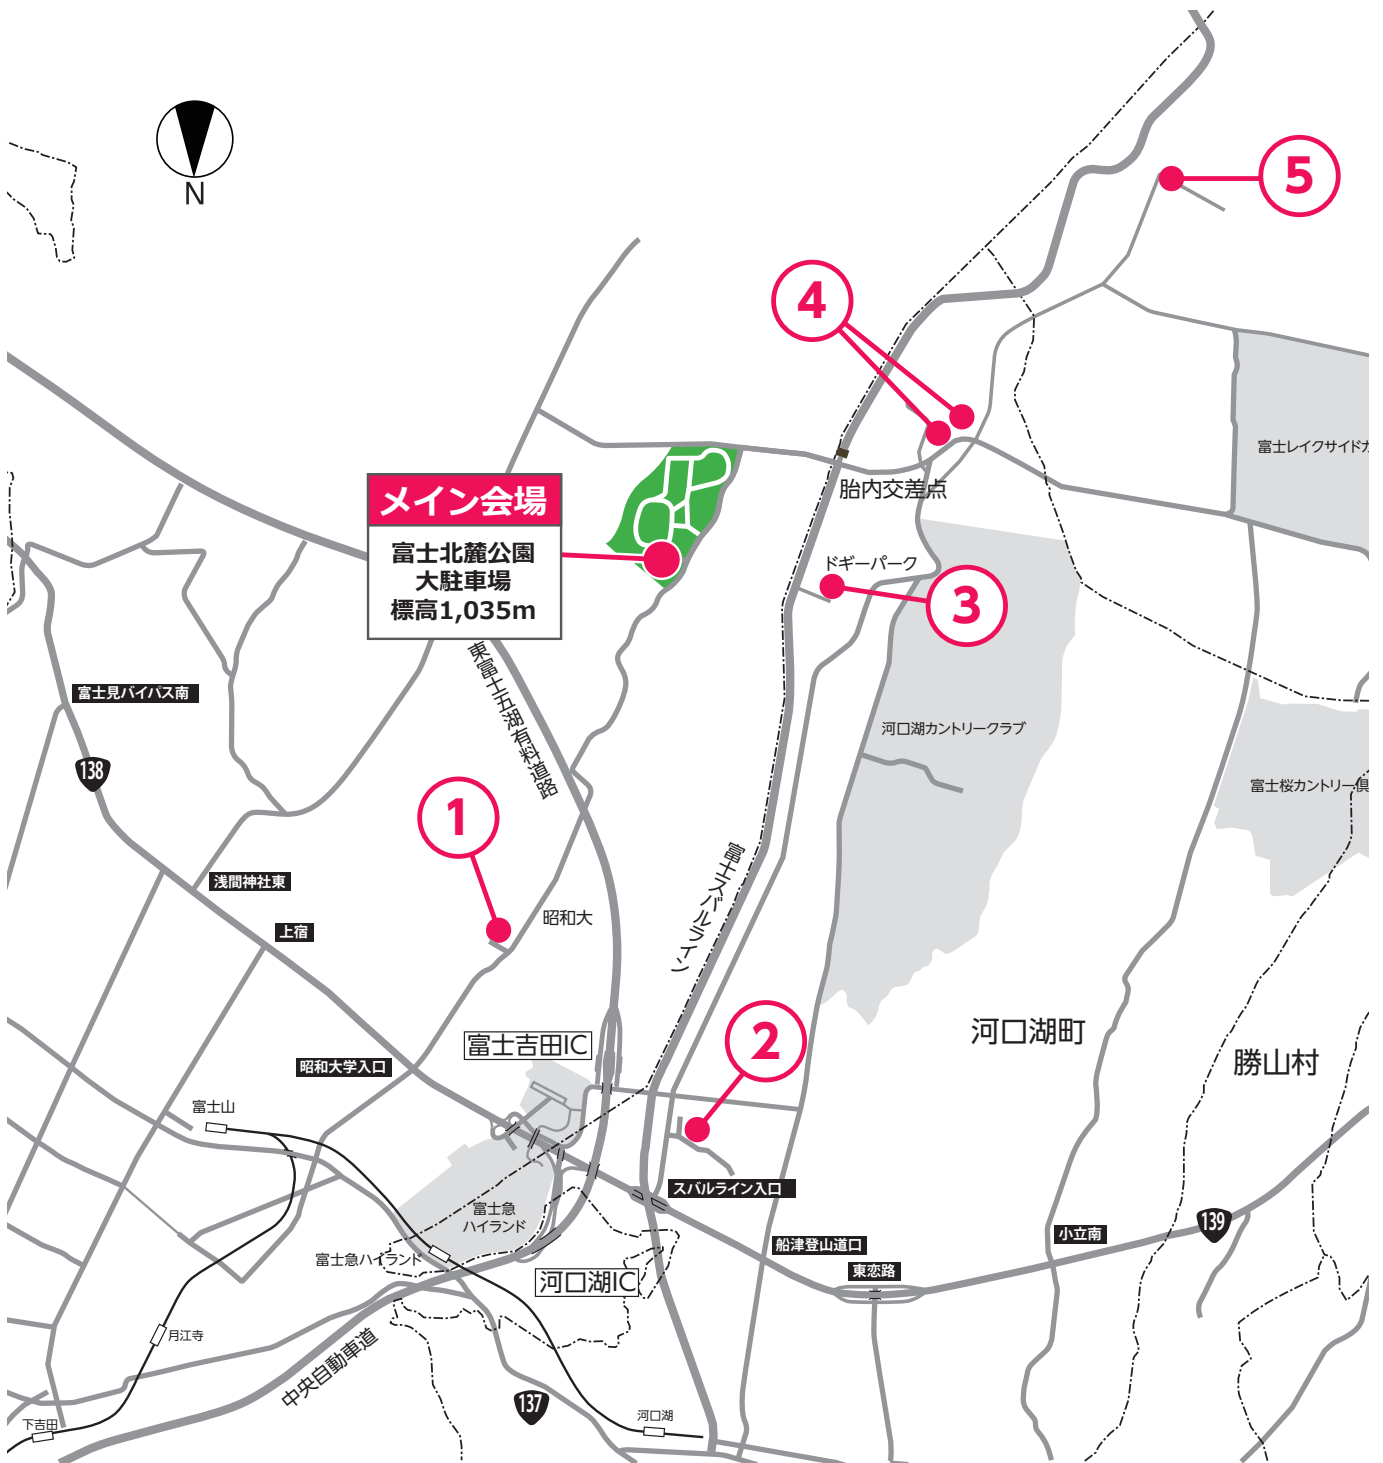 N
5
4
メイン会場
富士北麓公園
大駐車場
標高1,035m
富士レイクサイドカ
胎内交差点
ドギーパーク
3
東富士五湖有料道路
富士見バイパス南
138
河口湖カントリークラブ
富士桜カントリー倶
1
富士スバルライン
浅間神社東
上宿
昭和大
2
富士吉田IC
河口湖町
勝山村
昭和大学入口
富士山
スバルライン入口
富士急
ハイランド
139
小立南
船津登山道口
富士急ハイランド
東恋路
河口湖IC
月江寺
中央自動車道
137
河口湖
下吉田